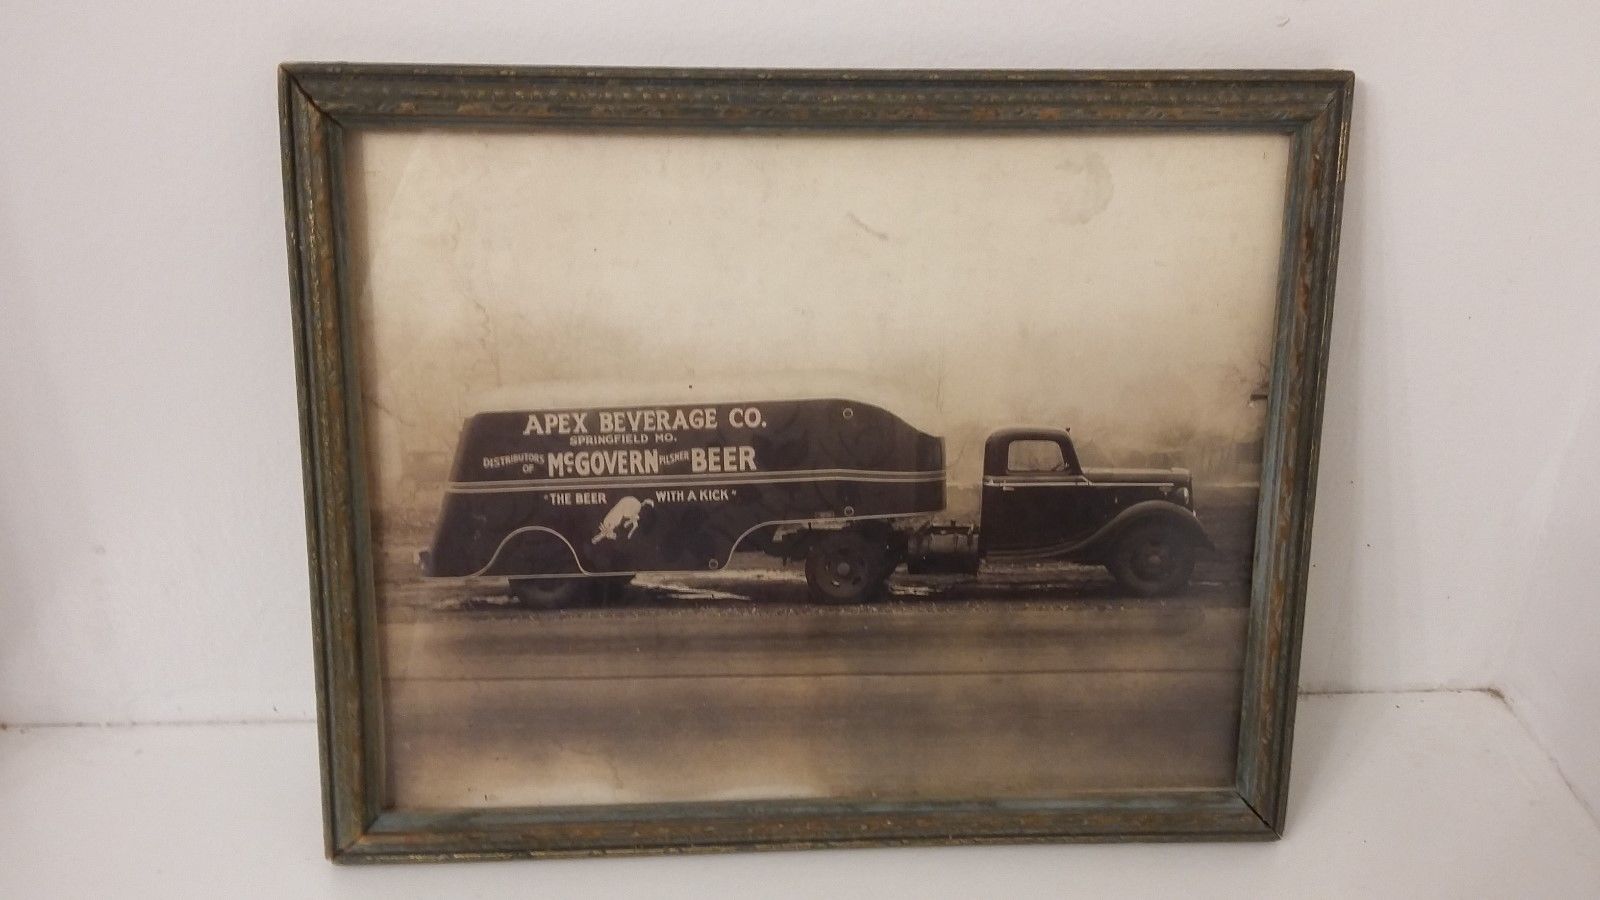 APEX BEVERAGE CO.
SPRINGFIELD MO.
DISTRIBUTORS OF McGOVERN PILSNER BEER
"THE BEER WITH A KICK"